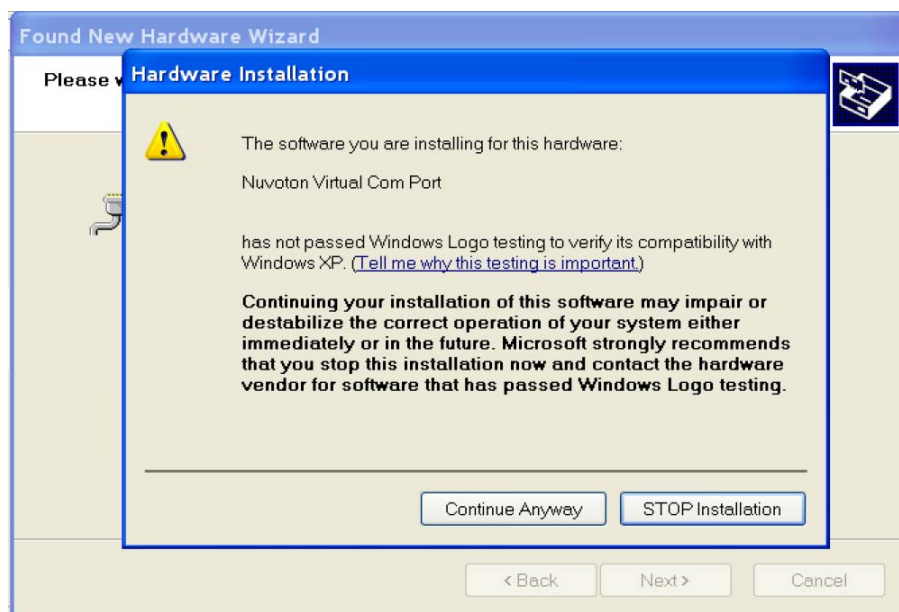 Found New Hardware Wizard
Please
Hardware Installation
The software you are installing for this hardware:
Nuvoton Virtual Com Port
has not passed Windows Logo testing to verify its compatibility with
Windows XP. (Tell me why this testing is important.)
Continuing your installation of this software may impair or
destabilize the correct operation of your system either
immediately or in the future. Microsoft strongly recommends
that you stop this installation now and contact the hardware
vendor for software that has passed Windows Logo testing.
Continue Anyway
STOP Installation
< Back
Next >
Cancel